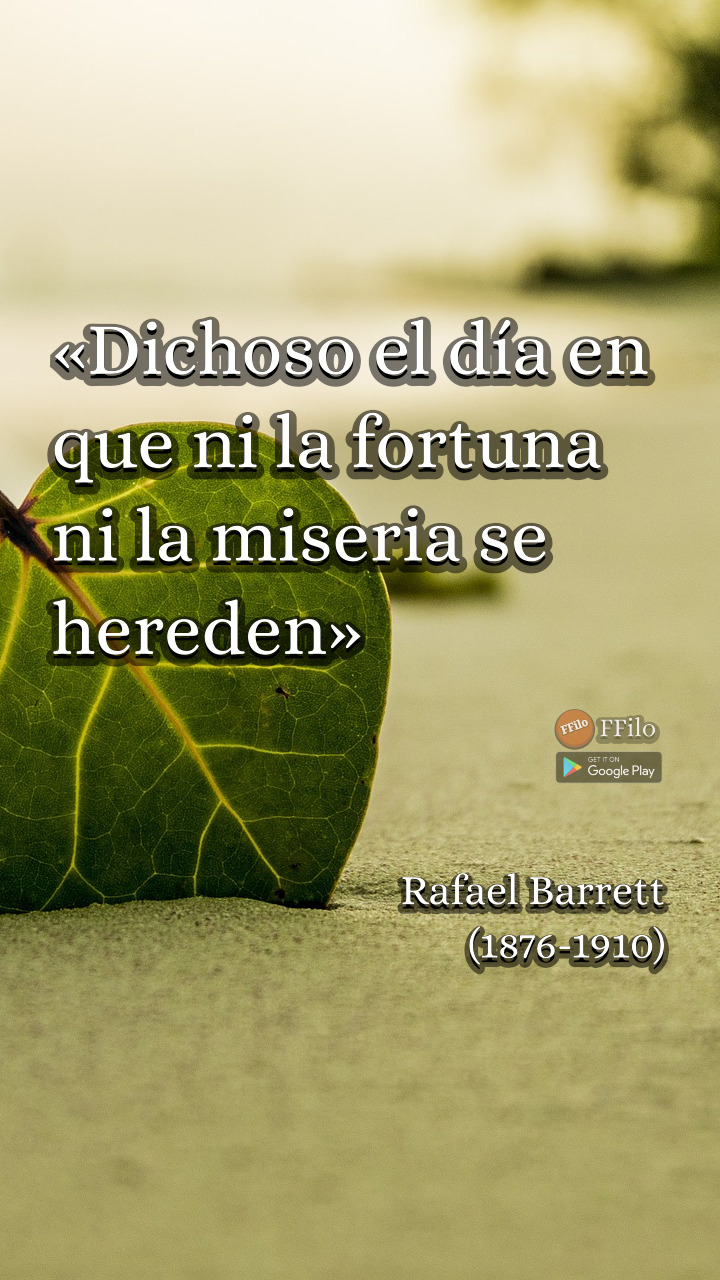 «Dichoso el día en
que ni la fortuna
ni la miseria se
hereden»
FFilo FFilo
GET IT ON
Google Play
Rafael Barrett
(1876-1910)